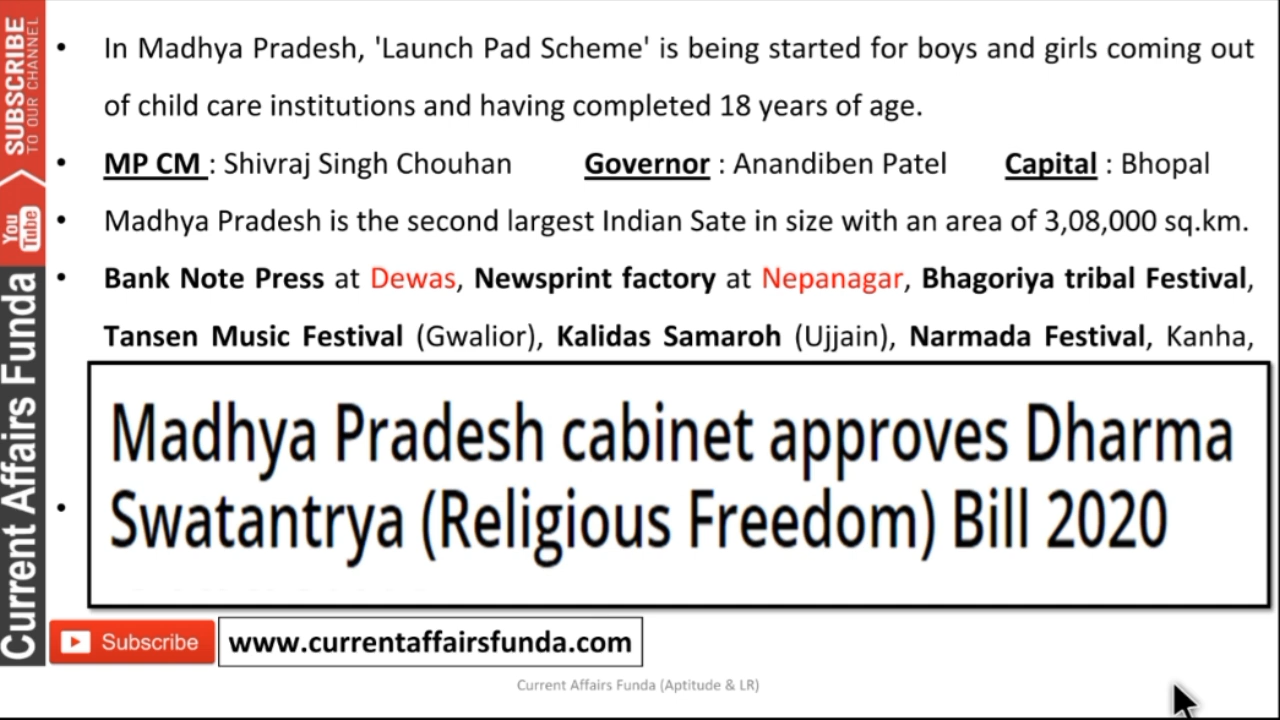 SUBSCRIBE
TO OUR CHANNEL
You Tube
Current Affairs Funda
• In Madhya Pradesh, 'Launch Pad Scheme' is being started for boys and girls coming out
of child care institutions and having completed 18 years of age.
• MP CM : Shivraj Singh Chouhan Governor : Anandiben Patel Capital : Bhopal
• Madhya Pradesh is the second largest Indian Sate in size with an area of 3,08,000 sq.km.
• Bank Note Press at Dewas, Newsprint factory at Nepanagar, Bhagoriya tribal Festival,
Tansen Music Festival (Gwalior), Kalidas Samaroh (Ujjain), Narmada Festival, Kanha,
Madhya Pradesh cabinet approves Dharma
• Swatantrya (Religious Freedom) Bill 2020
Subscribe www.currentaffairsfunda.com
Current Affairs Funda (Aptitude & LR)